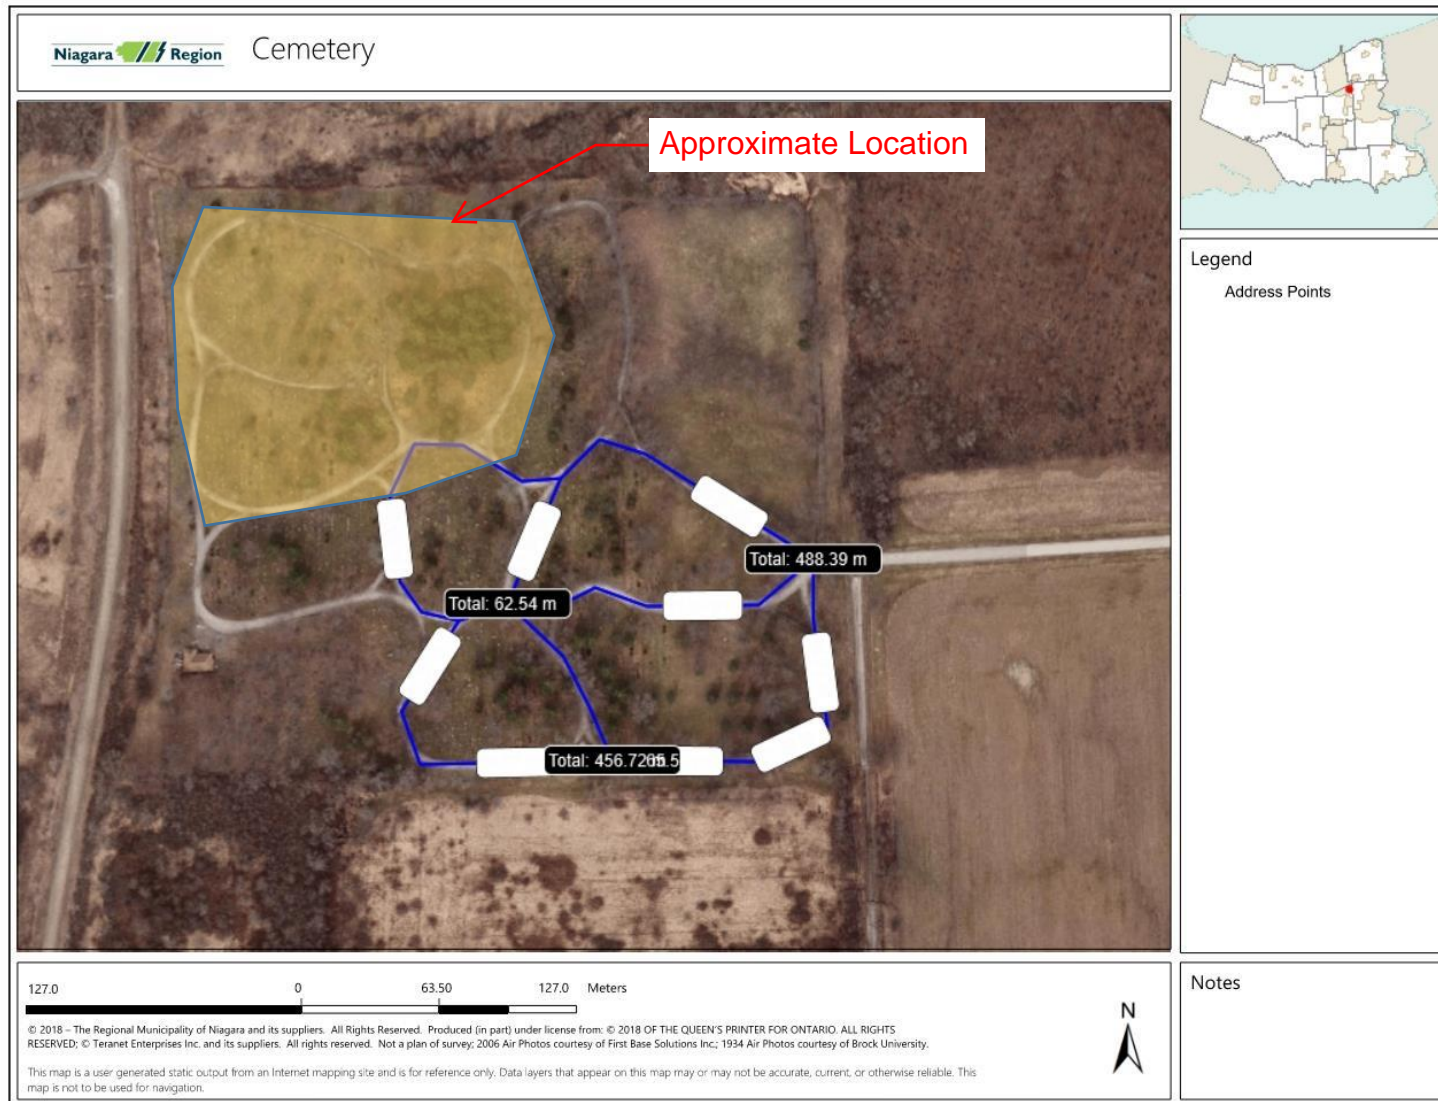 Niagara Region
Cemetery
Approximate Location
Total: 488.39 m
Total: 62.54 m
Total: 456.72
Legend
Address Points
127.0 0 63.50 127.0 Meters
© 2018 – The Regional Municipality of Niagara and its suppliers. All Rights Reserved. Produced (in part) under license from: © 2018 OF THE QUEEN'S PRINTER FOR ONTARIO. ALL RIGHTS
RESERVED; © Teranet Enterprises Inc. and its suppliers. All rights reserved. Not a plan of survey; 2006 Air Photos courtesy of First Base Solutions Inc.; 1934 Air Photos courtesy of Brock University.
This map is a user generated static output from an Internet mapping site and is for reference only. Data layers that appear on this map may or may not be accurate, current, or otherwise reliable. This
map is not to be used for navigation.
N
Notes